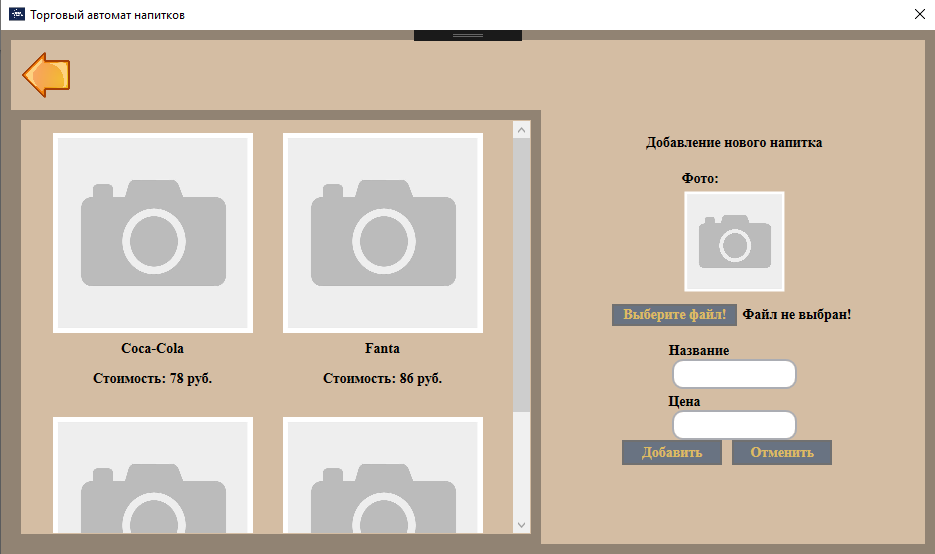 Торговый автомат напитков
Добавление нового напитка
Фото:
Выберите файл! Файл не выбран!
Название
Цена
Добавить Отменить
Coca-Cola
Стоимость: 78 руб.
Fanta
Стоимость: 86 руб.